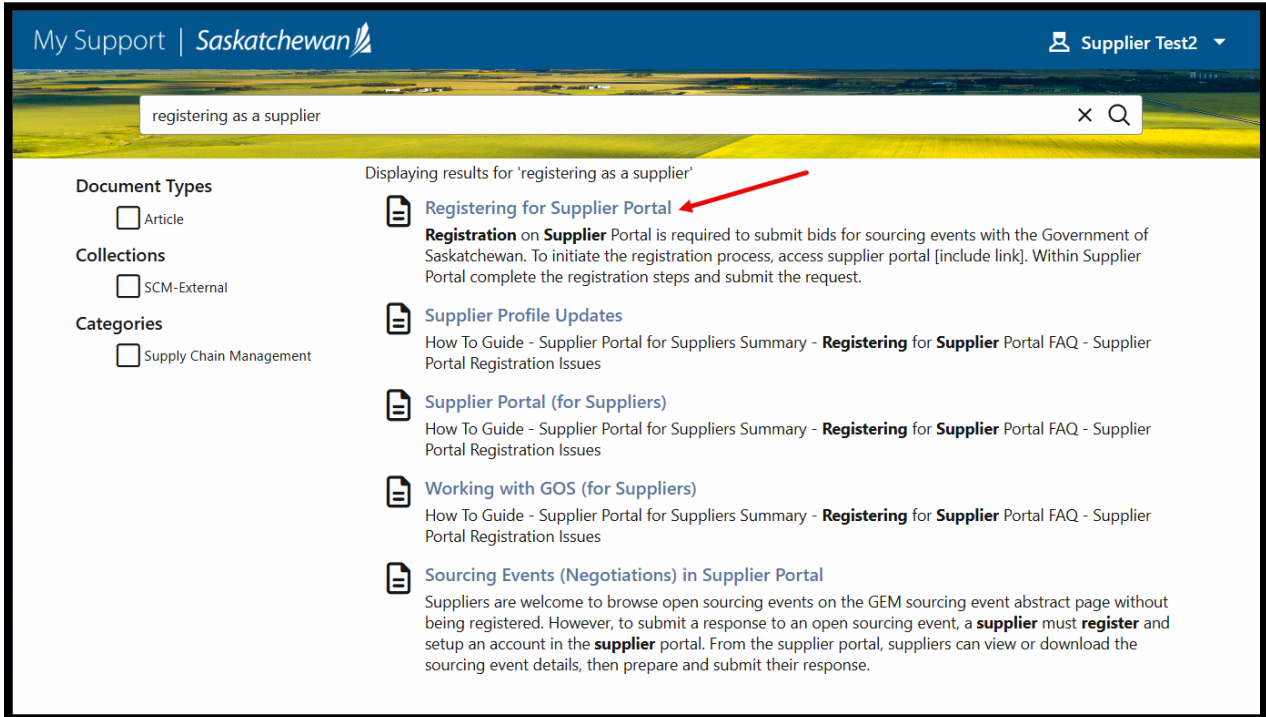 My Support | Saskatchewan
Supplier Test2
registering as a supplier
Displaying results for 'registering as a supplier'
Document Types
Article
Collections
SCM-External
Categories
Supply Chain Management
Registering for Supplier Portal
Registration on Supplier Portal is required to submit bids for sourcing events with the Government of
Saskatchewan. To initiate the registration process, access supplier portal [include link]. Within Supplier
Portal complete the registration steps and submit the request.
Supplier Profile Updates
How To Guide - Supplier Portal for Suppliers Summary - Registering for Supplier Portal FAQ - Supplier
Portal Registration Issues
Supplier Portal (for Suppliers)
How To Guide - Supplier Portal for Suppliers Summary - Registering for Supplier Portal FAQ - Supplier
Portal Registration Issues
Working with GOS (for Suppliers)
How To Guide - Supplier Portal for Suppliers Summary - Registering for Supplier Portal FAQ - Supplier
Portal Registration Issues
Sourcing Events (Negotiations) in Supplier Portal
Suppliers are welcome to browse open sourcing events on the GEM sourcing event abstract page without
being registered. However, to submit a response to an open sourcing event, a supplier must register and
setup an account in the supplier portal. From the supplier portal, suppliers can view or download the
sourcing event details, then prepare and submit their response.